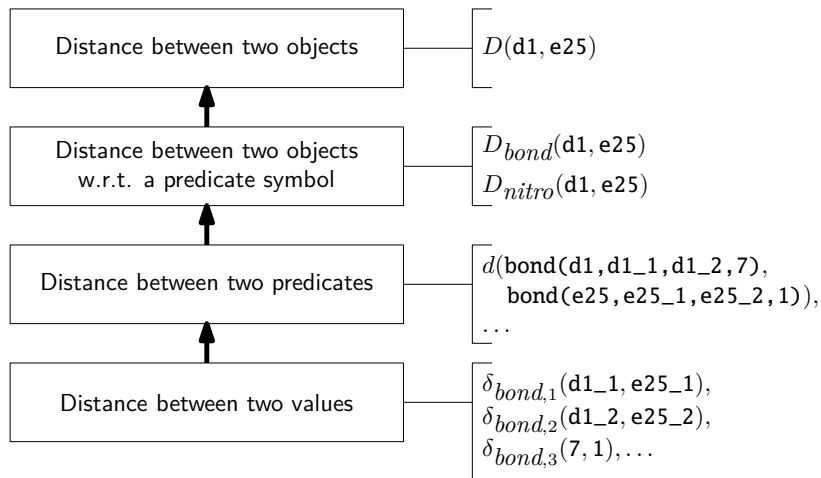 Distance between two objects
D(d1, e25)
Distance between two objects
w.r.t. a predicate symbol
D_bond(d1, e25)
D_nitro(d1, e25)
Distance between two predicates
d(bond(d1,d1_1,d1_2,7),
bond(e25,e25_1,e25_2,1)),
...
Distance between two values
δ_bond,1(d1_1, e25_1),
δ_bond,2(d1_2, e25_2),
δ_bond,3(7, 1), ...